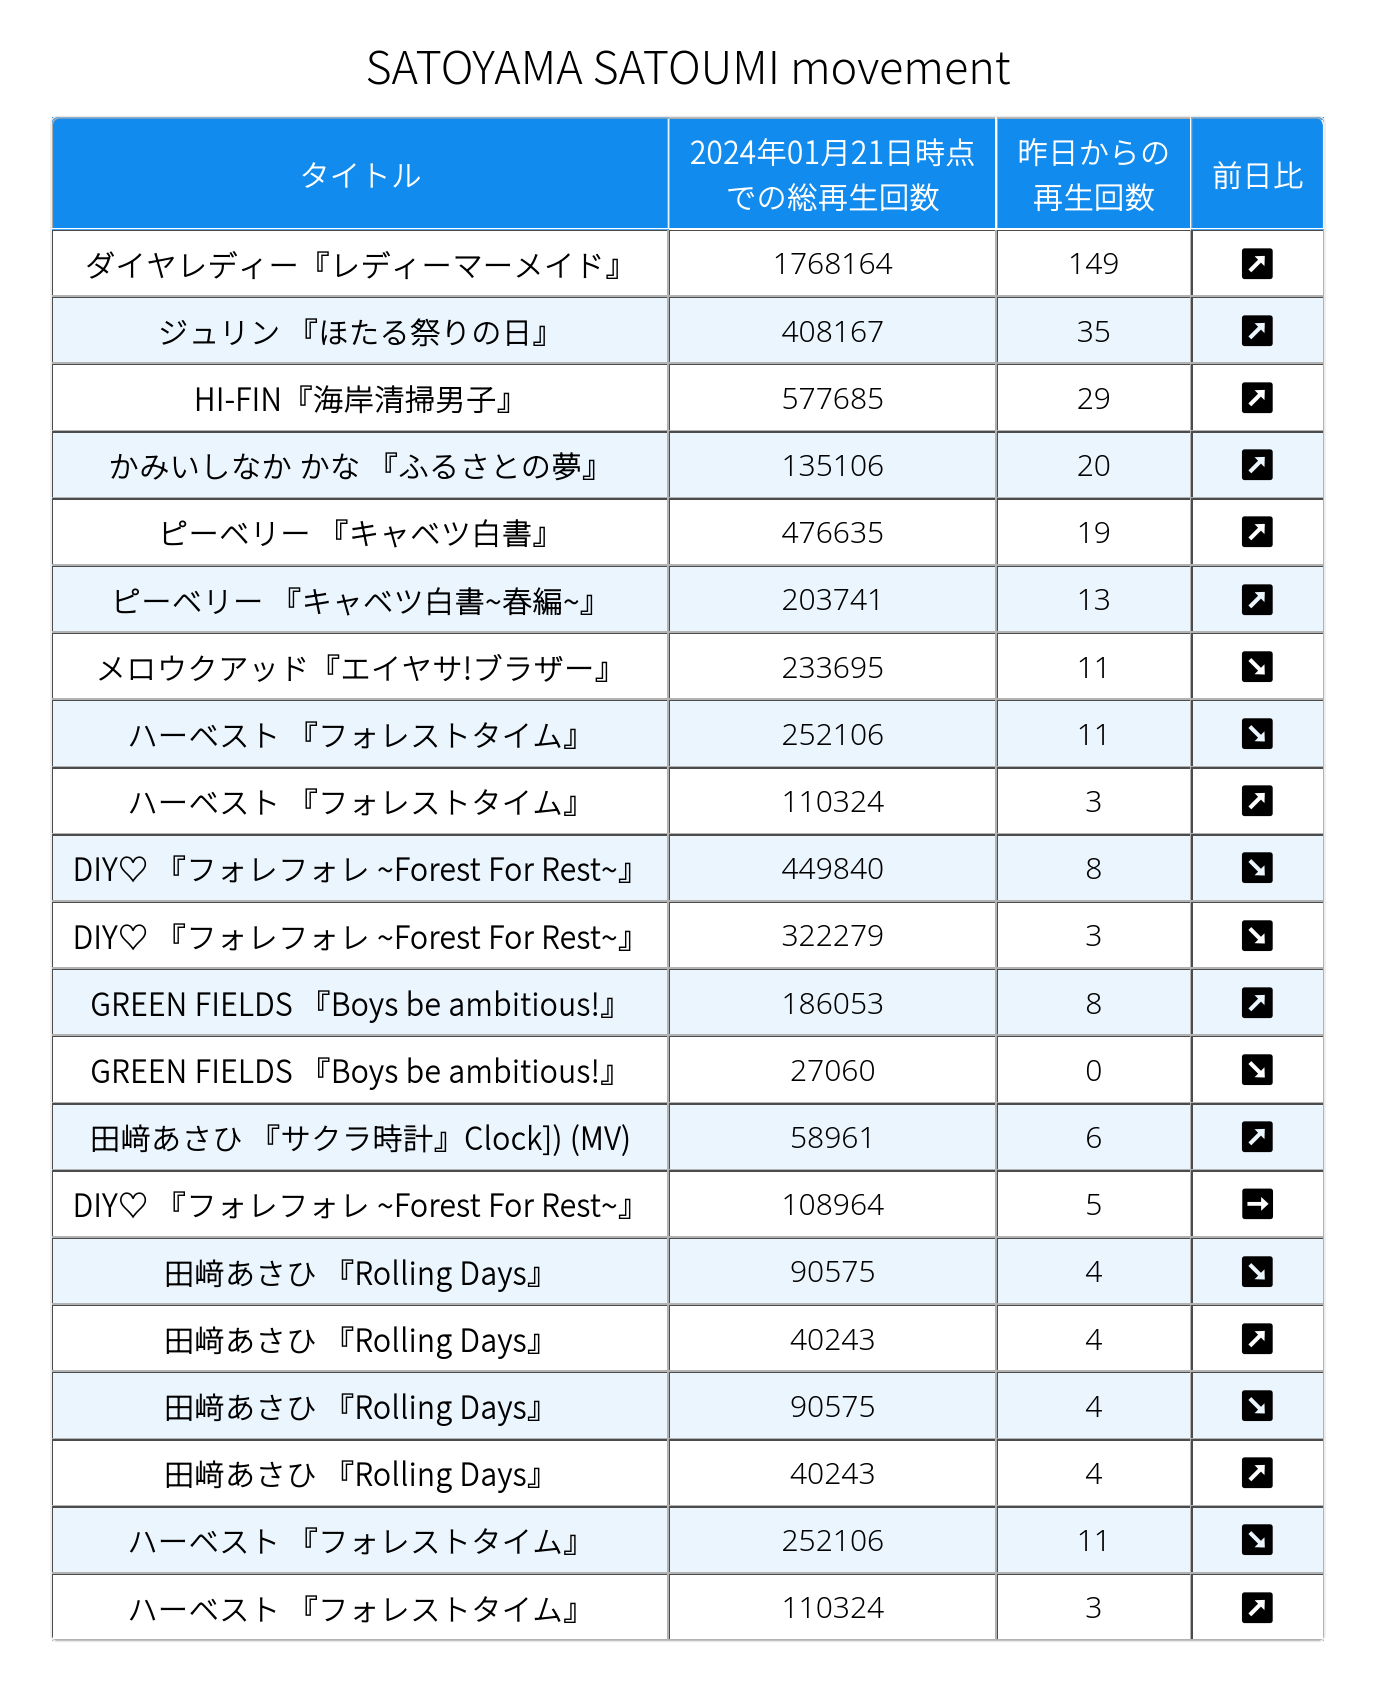 SATOYAMA SATOUMI movement
タイトル 2024年01月21日時点での総再生回数 昨日からの再生回数 前日比
ダイヤレディー『レディーマーメイド』 1768164 149 ↗
ジュリン 『ほたる祭りの日』 408167 35 ↗
HI-FIN『海岸清掃男子』 577685 29 ↗
かみいしなか かな 『ふるさとの夢』 135106 20 ↗
ピーベリー 『キャベツ白書』 476635 19 ↗
ピーベリー 『キャベツ白書~春編~』 203741 13 ↗
メロウクアッド『エイヤサ!ブラザー』 233695 11 ↘
ハーベスト 『フォレストタイム』 252106 11 ↘
ハーベスト 『フォレストタイム』 110324 3 ↗
DIY♡ 『フォレフォレ ~Forest For Rest~』 449840 8 ↘
DIY♡ 『フォレフォレ ~Forest For Rest~』 322279 3 ↘
GREEN FIELDS 『Boys be ambitious!』 186053 8 ↗
GREEN FIELDS 『Boys be ambitious!』 27060 0 ↘
田﨑あさひ 『サクラ時計』Clock]) (MV) 58961 6 ↗
DIY♡ 『フォレフォレ ~Forest For Rest~』 108964 5 →
田﨑あさひ 『Rolling Days』 90575 4 ↘
田﨑あさひ 『Rolling Days』 40243 4 ↗
田﨑あさひ 『Rolling Days』 90575 4 ↘
田﨑あさひ 『Rolling Days』 40243 4 ↗
ハーベスト 『フォレストタイム』 252106 11 ↘
ハーベスト 『フォレストタイム』 110324 3 ↗